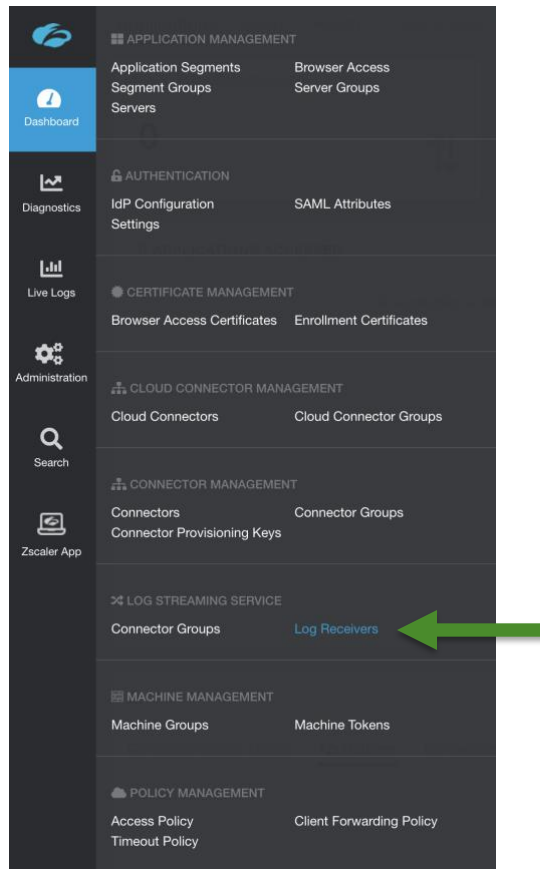 Dashboard
Diagnostics
Live Logs
Administration
Search
Zscaler App
APPLICATION MANAGEMENT
Application Segments Browser Access
Segment Groups Server Groups
Servers
AUTHENTICATION
IdP Configuration SAML Attributes
Settings
CERTIFICATE MANAGEMENT
Browser Access Certificates Enrollment Certificates
CLOUD CONNECTOR MANAGEMENT
Cloud Connectors Cloud Connector Groups
CONNECTOR MANAGEMENT
Connectors Connector Groups
Connector Provisioning Keys
LOG STREAMING SERVICE
Connector Groups Log Receivers
MACHINE MANAGEMENT
Machine Groups Machine Tokens
POLICY MANAGEMENT
Access Policy Client Forwarding Policy
Timeout Policy